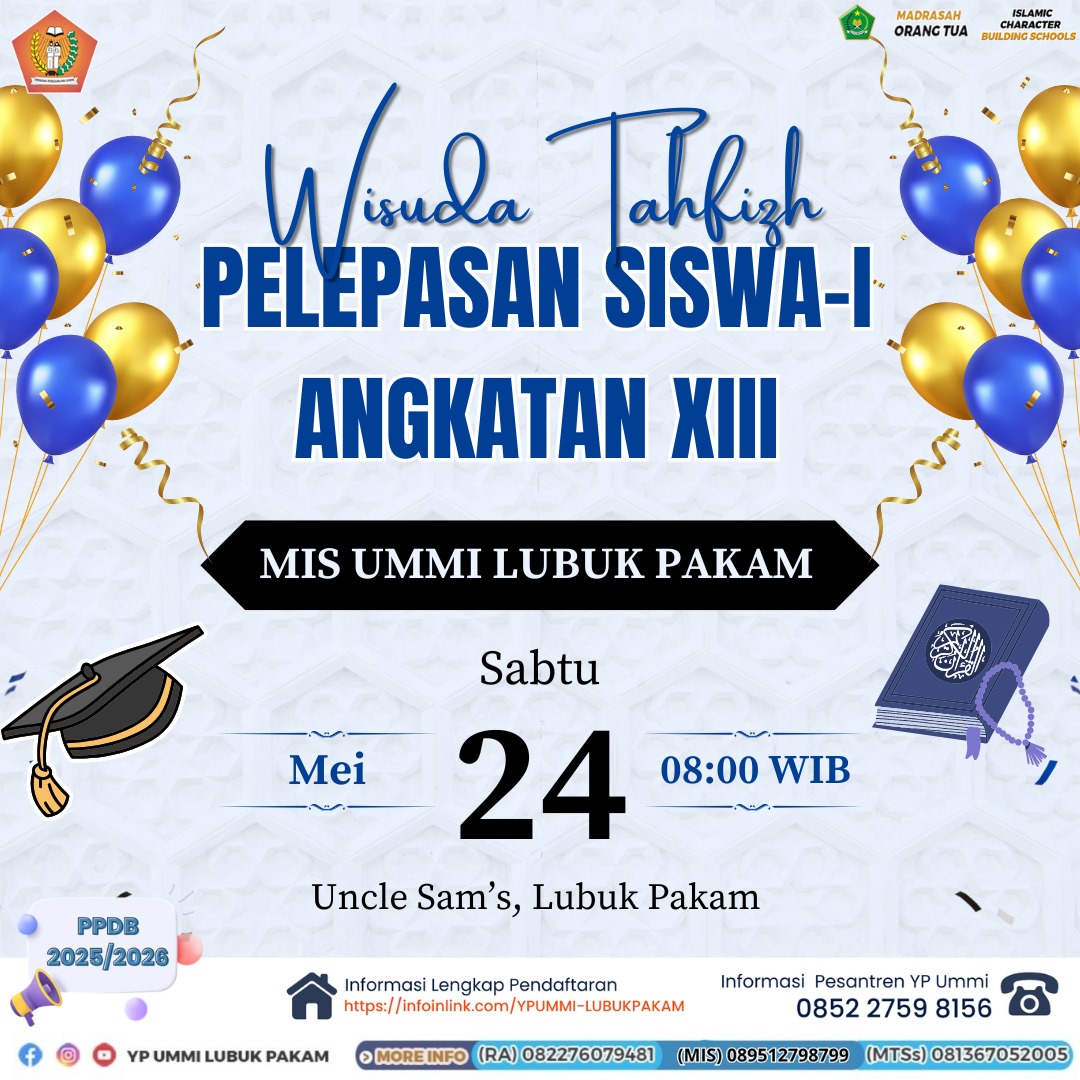 MADRASAH
ORANG TUA
ISLAMIC
CHARACTER
BUILDING SCHOOLS
Wisuda Tahfizh
PELEPASAN SISWA-I
ANGKATAN XIII
MIS UMMI LUBUK PAKAM
Sabtu
Mei
24
08:00 WIB
Uncle Sam's, Lubuk Pakam
PPDB
2025/2026
Informasi Lengkap Pendaftaran
https://infoinlink.com/YPUMMI-LUBUKPAKAM
Informasi Pesantren YP Ummi
0852 2759 8156
YP UMMI LUBUK PAKAM
MORE INFO
(RA) 082276079481
(MIS) 089512798799
(MTSs) 081367052005